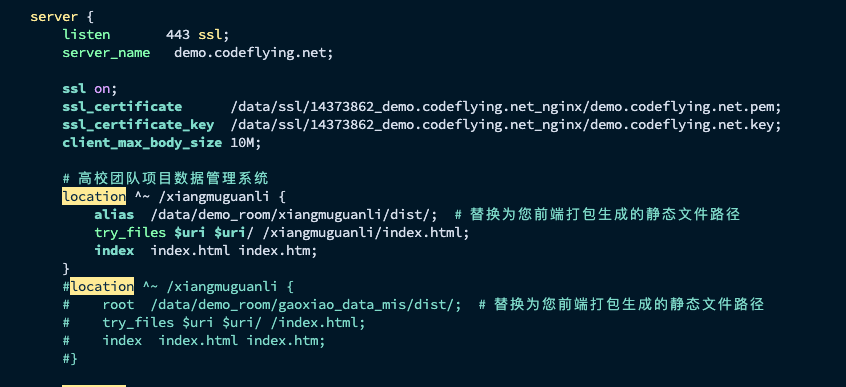 server {
listen 443 ssl;
server_name demo.codeflying.net;
ssl on;
ssl_certificate /data/ssl/14373862_demo.codeflying.net_nginx/demo.codeflying.net.pem;
ssl_certificate_key /data/ssl/14373862_demo.codeflying.net_nginx/demo.codeflying.net.key;
client_max_body_size 10M;
# 高校团队项目数据管理系统
location ^~ /xiangmuguanli {
alias /data/demo_room/xiangmuguanli/dist/; # 替换为您前端打包生成的静态文件路径
try_files $uri $uri/ /xiangmuguanli/index.html;
index index.html index.htm;
}
#location ^~ /xiangmuguanli {
# root /data/demo_room/gaoxiao_data_mis/dist/; # 替换为您前端打包生成的静态文件路径
# try_files $uri $uri/ /index.html;
# index index.html index.htm;
#}